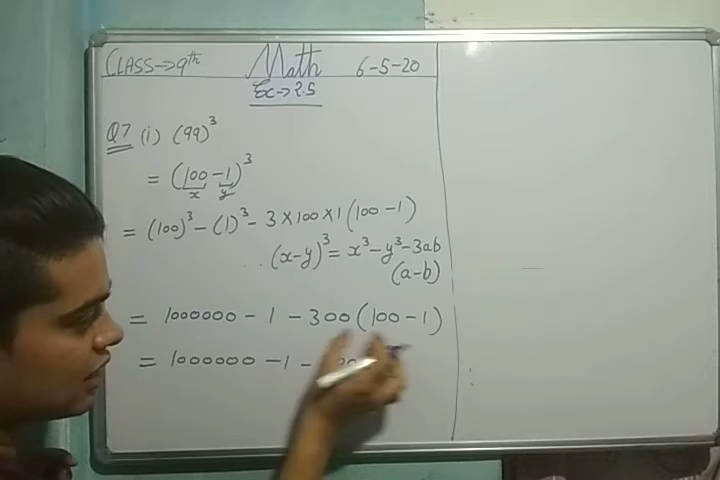 CLASS→9th Math 6-5-20
Ex→2.5
Q7 (i) (99)³
= (100 - 1)³
x y
= (100)³ - (1)³ - 3 × 100 × 1 (100 - 1)
(x-y)³ = x³ - y³ - 3ab
(a-b)
= 1000000 - 1 - 300 (100 - 1)
= 1000000 - 1 -